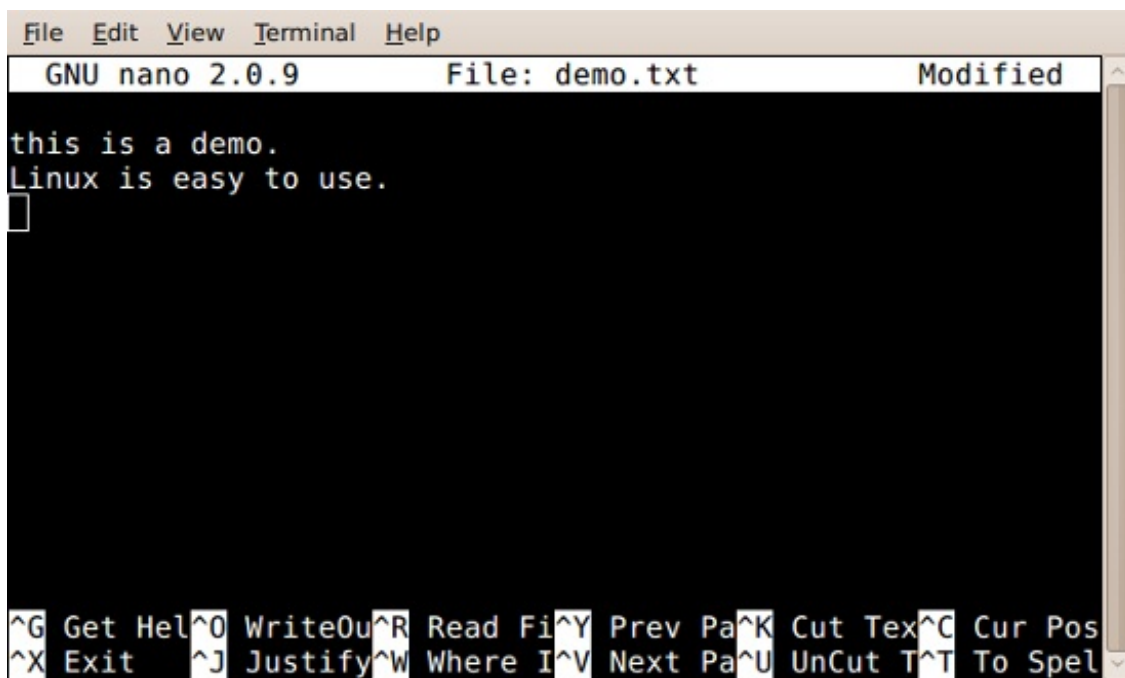 File Edit View Terminal Help
GNU nano 2.0.9 File: demo.txt Modified
this is a demo.
Linux is easy to use.
^G Get Hel^O WriteOu^R Read Fi^Y Prev Pa^K Cut Tex^C Cur Pos
^X Exit ^J Justify^W Where I^V Next Pa^U UnCut T^T To Spel